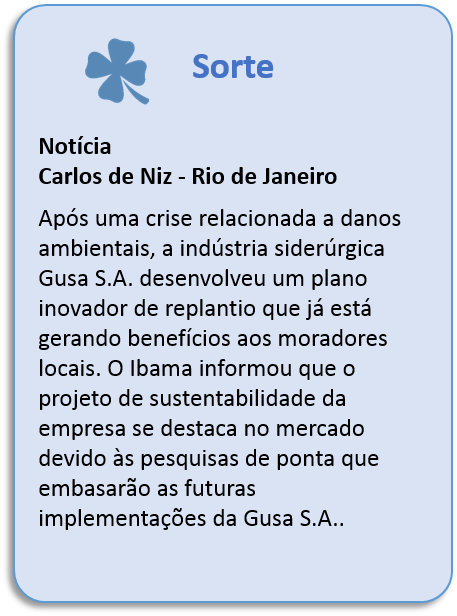 Sorte
Notícia
Carlos de Niz - Rio de Janeiro
Após uma crise relacionada a danos
ambientais, a indústria siderúrgica
Gusa S.A. desenvolveu um plano
inovador de replantio que já está
gerando benefícios aos moradores
locais. O Ibama informou que o
projeto de sustentabilidade da
empresa se destaca no mercado
devido às pesquisas de ponta que
embasarão as futuras
implementações da Gusa S.A..